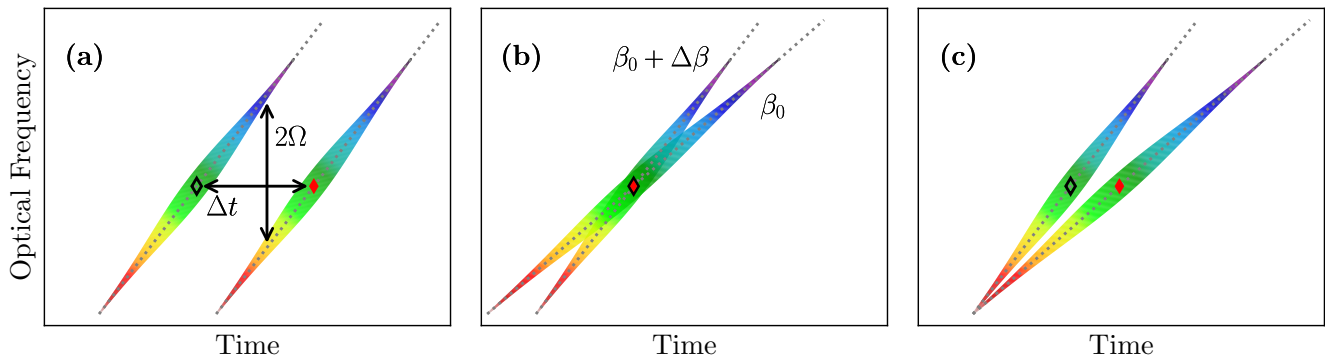 Optical Frequency
(a)
2Ω
Δt
Time
(b)
β₀ + Δβ
β₀
Time
(c)
Time